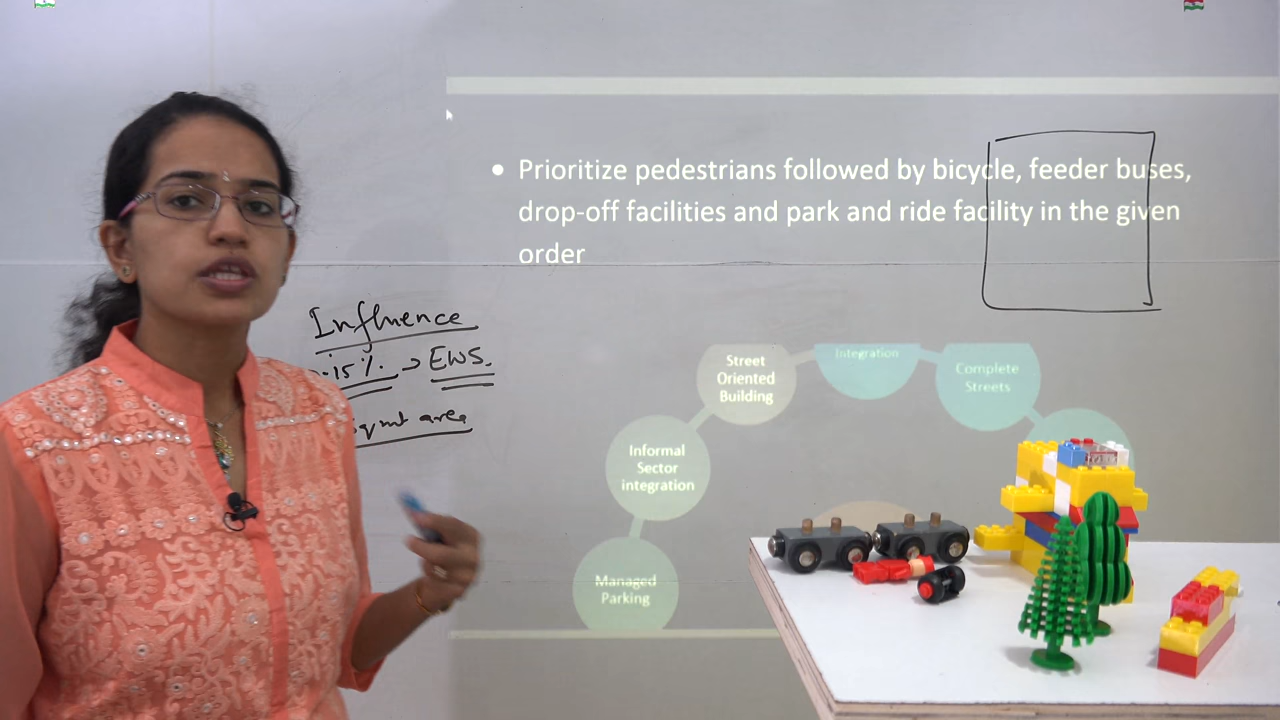 • Prioritize pedestrians followed by bicycle, feeder buses,
drop-off facilities and park and ride facility in the given
order
Influence
15% → EWS.
area
Street
Oriented
Building
Integration
Complete
Streets
Informal
Sector
integration
Managed
Parking